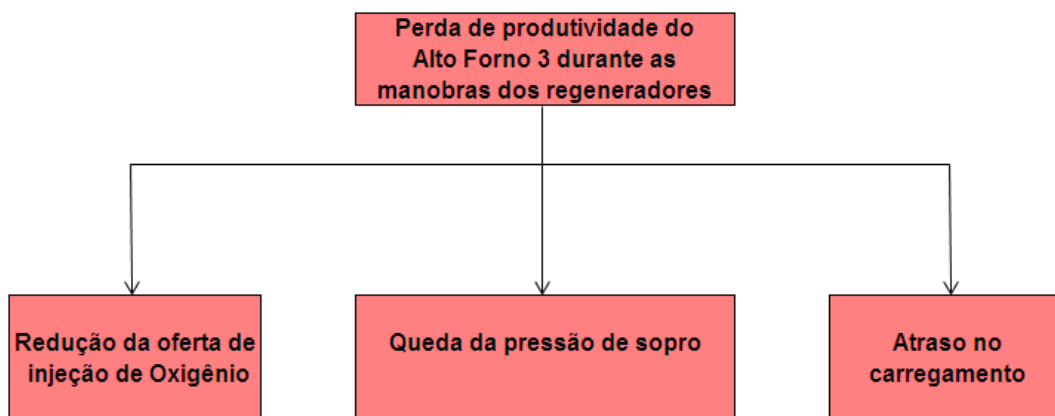 Perda de produtividade do
Alto Forno 3 durante as
manobras dos regeneradores
Redução da oferta de
injeção de Oxigênio
Queda da pressão de sopro
Atraso no
carregamento